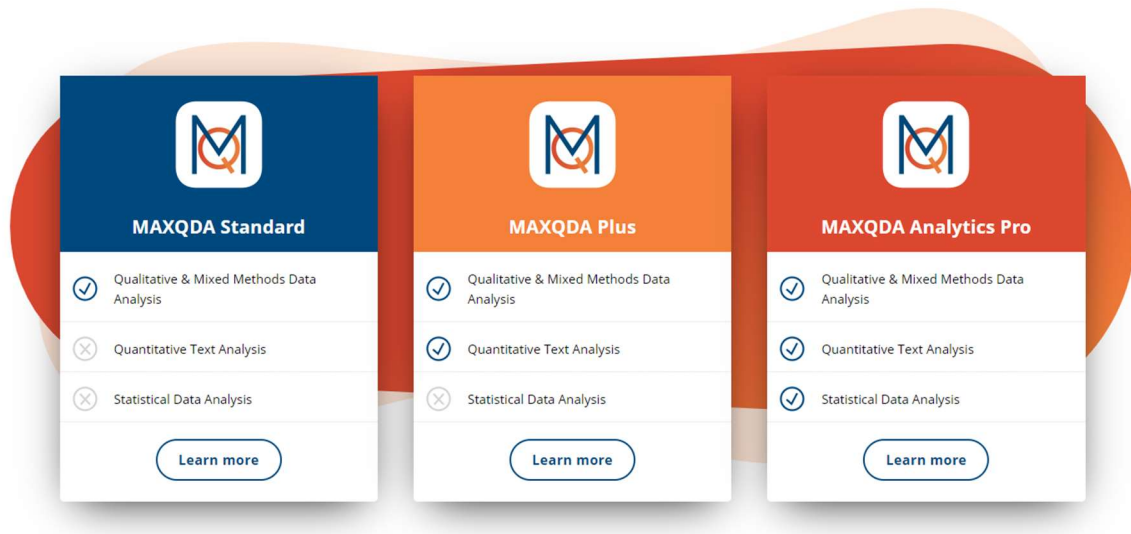 MAXQDA Standard
Qualitative & Mixed Methods Data
Analysis
Quantitative Text Analysis
Statistical Data Analysis
Learn more
MAXQDA Plus
Qualitative & Mixed Methods Data
Analysis
Quantitative Text Analysis
Statistical Data Analysis
Learn more
MAXQDA Analytics Pro
Qualitative & Mixed Methods Data
Analysis
Quantitative Text Analysis
Statistical Data Analysis
Learn more